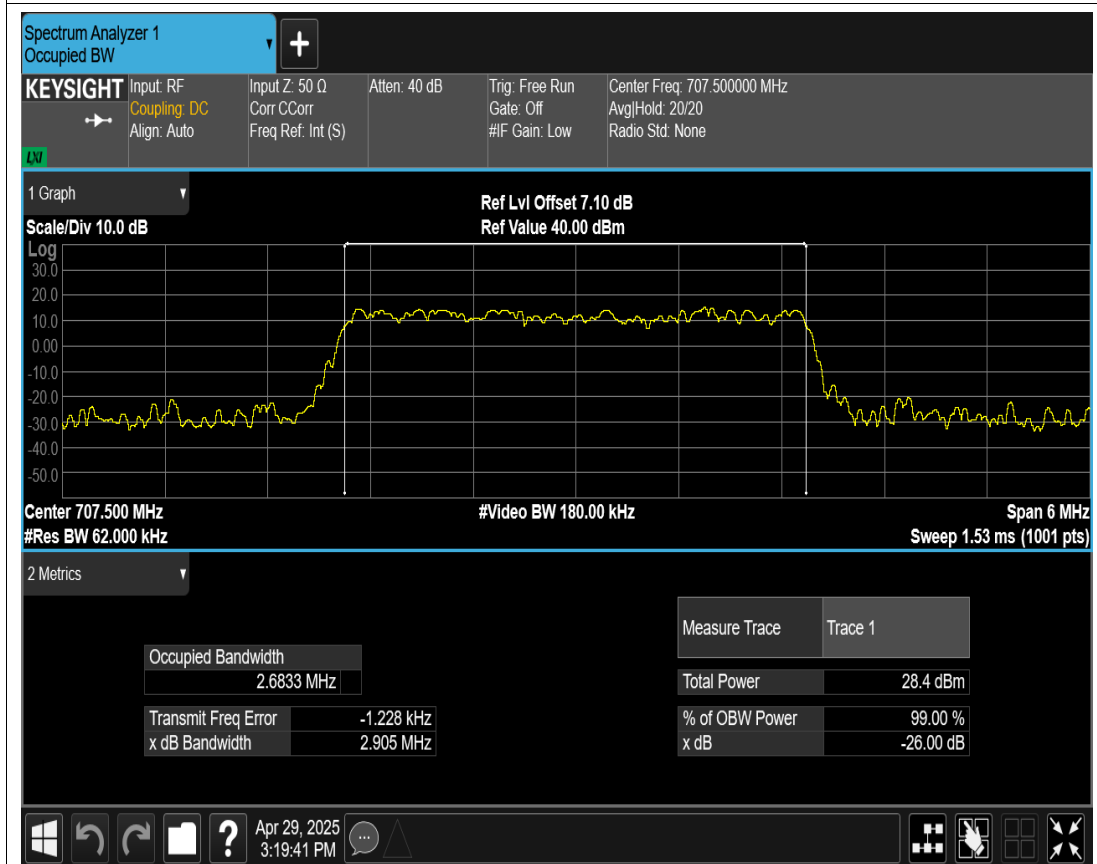 Spectrum Analyzer 1
Occupied BW
+
KEYSIGHT
Input: RF
Coupling: DC
Align: Auto
Input Z: 50 Ω
Corr CCorr
Freq Ref: Int (S)
Atten: 40 dB
Trig: Free Run
Gate: Off
#IF Gain: Low
Center Freq: 707.500000 MHz
Avg|Hold: 20/20
Radio Std: None
LXI
1 Graph
Ref Lvl Offset 7.10 dB
Scale/Div 10.0 dB
Ref Value 40.00 dBm
Log
30.0
20.0
10.0
0.00
-10.0
-20.0
-30.0
-40.0
-50.0
Center 707.500 MHz
#Video BW 180.00 kHz
Span 6 MHz
#Res BW 62.000 kHz
Sweep 1.53 ms (1001 pts)
2 Metrics
Measure Trace Trace 1
Occupied Bandwidth
2.6833 MHz
Total Power 28.4 dBm
Transmit Freq Error -1.228 kHz
% of OBW Power 99.00 %
x dB Bandwidth 2.905 MHz
x dB -26.00 dB
?
Apr 29, 2025
3:19:41 PM